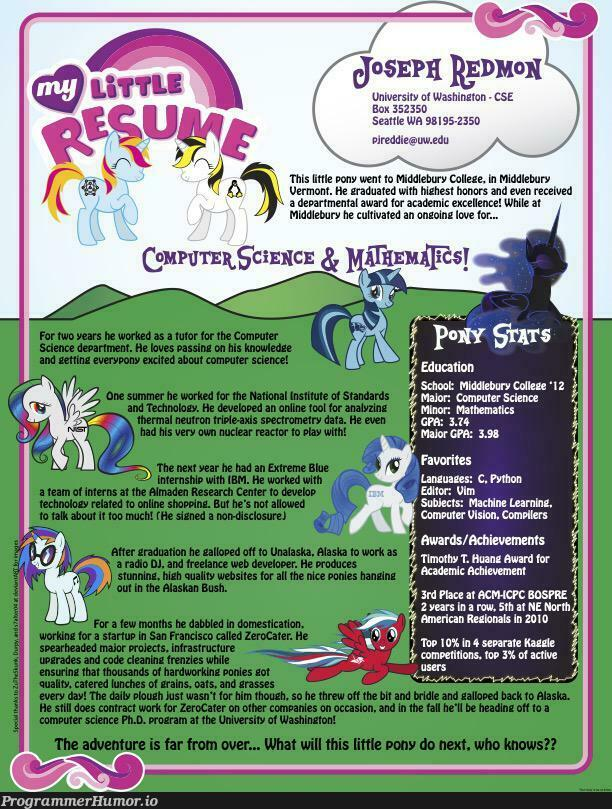 my LITTLE
RESUME
JOSEPH REDMON
University of Washington - CSE
Box 352350
Seattle WA 98195-2350
pjreddie@uw.edu
This little pony went to Middlebury College, in Middlebury
Vermont. He graduated with highest honors and even received
a departmental award for academic excellence! While at
Middlebury he cultivated an ongoing love for...
COMPUTER SCIENCE & MATHEMATICS!
For two years he worked as a tutor for the Computer
Science department. He loves passing on his knowledge
and getting everypony excited about computer science!
One summer he worked for the National Institute of Standards
and Technology. He developed an online tool for analyzing
thermal neutron triple-axis spectrometry data. He even
had his very own nuclear reactor to play with!
NIST
The next year he had an Extreme Blue
internship with IBM. He worked with
a team of interns at the Almaden Research Center to develop
technology related to online shopping. But he's not allowed
to talk about it too much! (He signed a non-disclosure)
IBM
After graduation he galloped off to Unalaska, Alaska to work as
a radio DJ, and freelance web developer. He produces
stunning, high quality websites for all the nice ponies hanging
out in the Alaskan Bush.
For a few months he dabbled in domestication,
working for a startup in San Francisco called ZeroCater. He
spearheaded major projects, infrastructure
upgrades and code cleaning frenzies while
ensuring that thousands of hardworking ponies got
quality, catered lunches of grains, oats, and grasses
every day! The daily plough just wasn't for him though, so he threw off the bit and bridle and galloped back to Alaska.
He still does contract work for ZeroCater on other companies on occasion, and in the fall he'll be heading off to a
computer science Ph.D. program at the University of Washington!
PONY STATS
Education
School: Middlebury College '12
Major: Computer Science
Minor: Mathematics
GPA: 3.74
Major GPA: 3.98
Favorites
Languages: C, Python
Editor: Vim
Subjects: Machine Learning,
Computer Vision, Compilers
Awards/Achievements
Timothy T. Huang Award for
Academic Achievement
3rd Place at ACM-ICPC BOSPRE
2 years in a row, 5th at NE North
American Regionals in 2010
Top 10% in 4 separate Kaggle
competitions, top 3% of active
users
The adventure is far from over... What will this little pony do next, who knows??
ProgrammerHumor.io